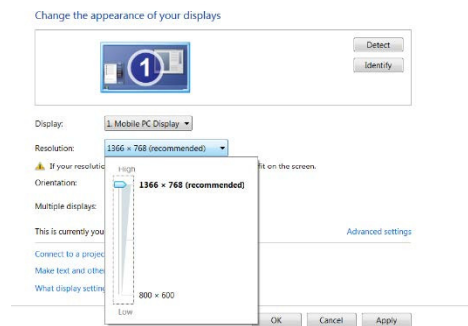 Change the appearance of your displays
1
Detect
Identify
Display: 1. Mobile PC Display
Resolution: 1366 × 768 (recommended)
If your resolutio fit on the screen.
High
Orientation: 1366 × 768 (recommended)
Multiple displays:
This is currently you Advanced settings
Connect to a projec
Make text and othe
What display settin 800 × 600
Low
OK Cancel Apply